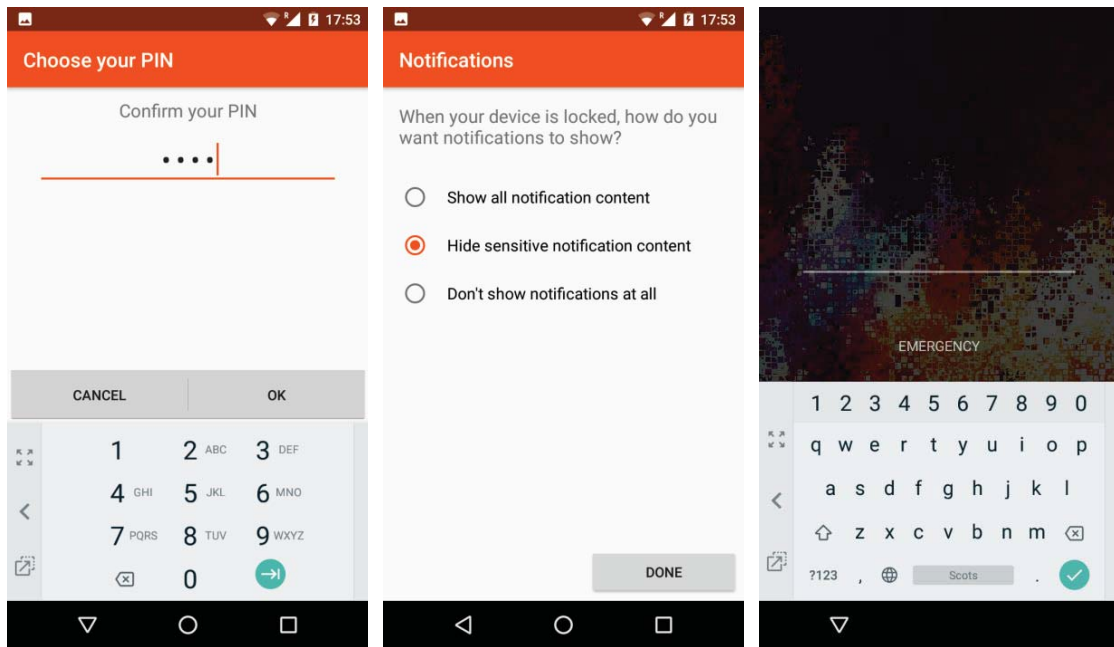 17:53
Choose your PIN
Confirm your PIN
CANCEL OK
1 2 ABC 3 DEF
4 GHI 5 JKL 6 MNO
7 PQRS 8 TUV 9 WXYZ
0
R 17:53
Notifications
When your device is locked, how do you
want notifications to show?
Show all notification content
Hide sensitive notification content
Don't show notifications at all
DONE
EMERGENCY
1 2 3 4 5 6 7 8 9 0
q w e r t y u i o p
a s d f g h j k l
z x c v b n m
?123 , Scots .